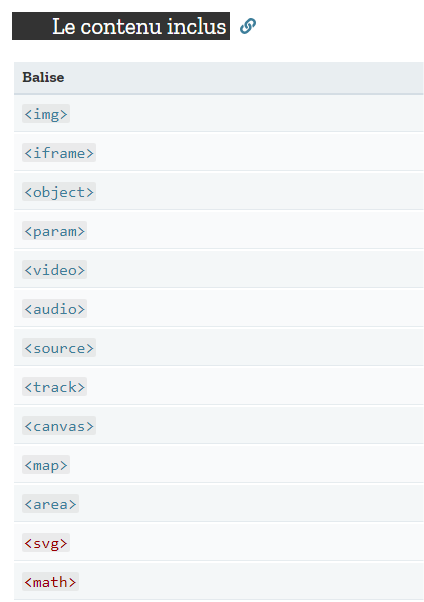 Le contenu inclus
Balise
<img>
<iframe>
<object>
<param>
<video>
<audio>
<source>
<track>
<canvas>
<map>
<area>
<svg>
<math>